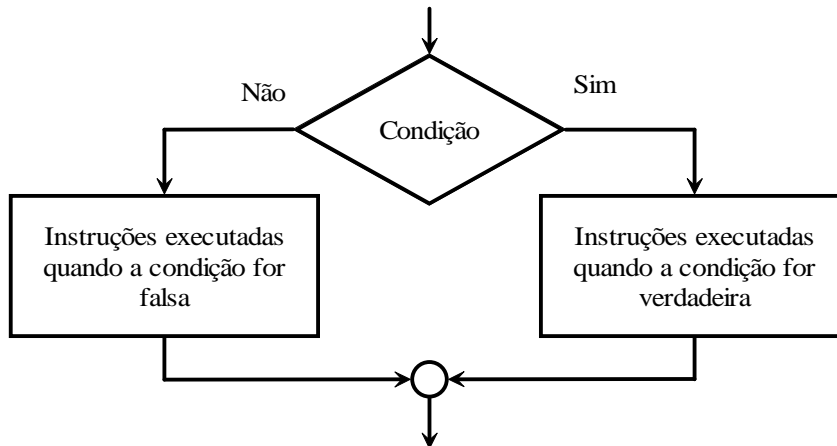 Não
Sim
Condição
Instruções executadas
quando a condição for
falsa
Instruções executadas
quando a condição for
verdadeira